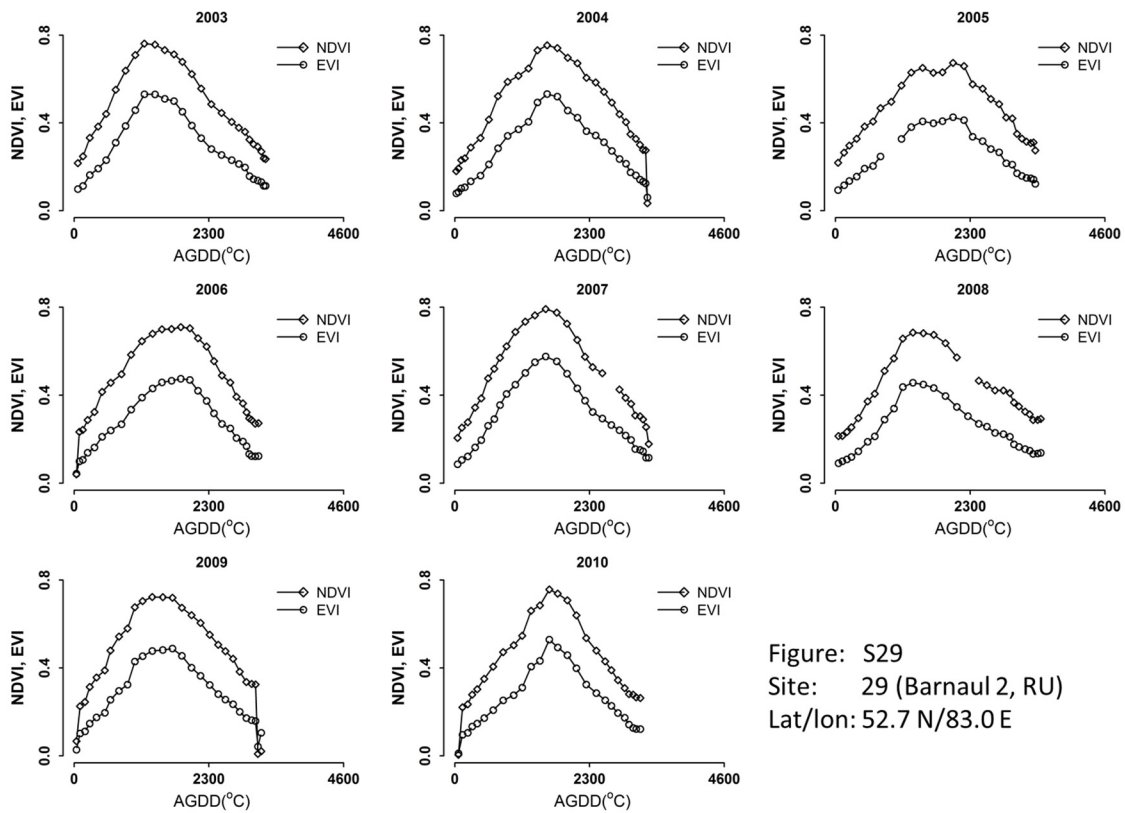 2003
NDVI, EVI
0.8
0.4
0.0
NDVI
EVI
0 2300 4600
AGDD(°C)
2004
NDVI, EVI
0.8
0.4
0.0
NDVI
EVI
0 2300 4600
AGDD(°C)
2005
NDVI, EVI
0.8
0.4
0.0
NDVI
EVI
0 2300 4600
AGDD(°C)
2006
NDVI, EVI
0.8
0.4
0.0
NDVI
EVI
0 2300 4600
AGDD(°C)
2007
NDVI, EVI
0.8
0.4
0.0
NDVI
EVI
0 2300 4600
AGDD(°C)
2008
NDVI, EVI
0.8
0.4
0.0
NDVI
EVI
0 2300 4600
AGDD(°C)
2009
NDVI, EVI
0.8
0.4
0.0
NDVI
EVI
0 2300 4600
AGDD(°C)
2010
NDVI, EVI
0.8
0.4
0.0
NDVI
EVI
0 2300 4600
AGDD(°C)
Figure: S29
Site: 29 (Barnaul 2, RU)
Lat/lon: 52.7 N/83.0 E